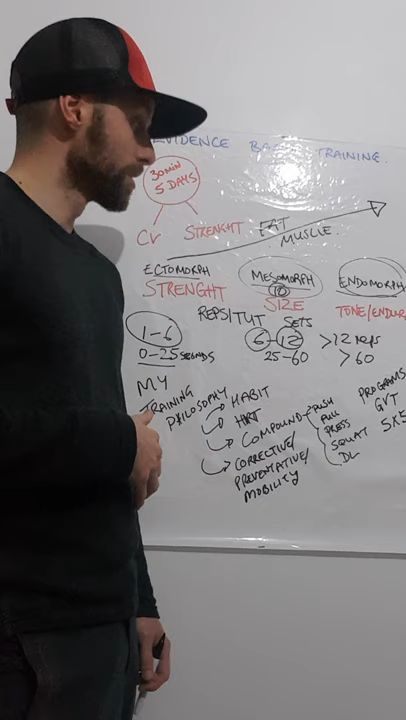 EVIDENCE BASED TRAINING.
30MIN
5 DAYS
CV STRENGHT FAT
MUSCLE
ECTOMORPH MESOMORPH ENDOMORPH
STRENGHT 10 SIZE TONE/ENDUR
REPS/TUT SETS
1-6 6-12 >12 reps
0-25 SECONDS 25-60 >60
MY
TRAINING
PHILOSOPHY
HABIT
COMPOUND
PUSH
PULL
PRESS
SQUAT
DL
CORRECTIVE/
PREVENTATIVE/
MOBILITY
PROGRAMS
GVT
5X5